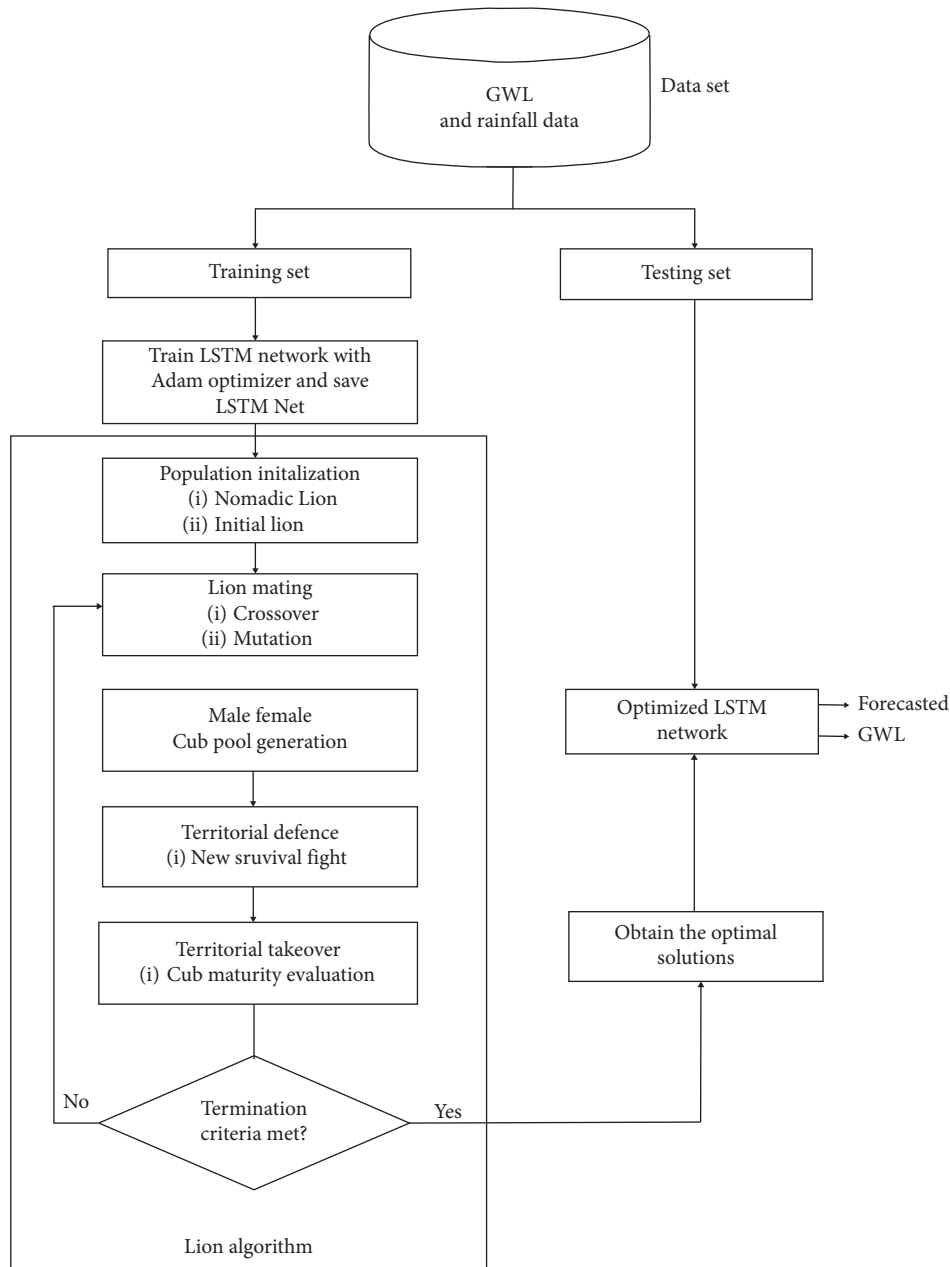 GWL
and rainfall data
Data set
Training set
Testing set
Train LSTM network with
Adam optimizer and save
LSTM Net
Population initalization
(i) Nomadic Lion
(ii) Initial lion
Lion mating
(i) Crossover
(ii) Mutation
Male female
Cub pool generation
Optimized LSTM
network
Forecasted
GWL
Territorial defence
(i) New sruvival fight
Territorial takeover
(i) Cub maturity evaluation
Obtain the optimal
solutions
No
Termination
criteria met?
Yes
Lion algorithm